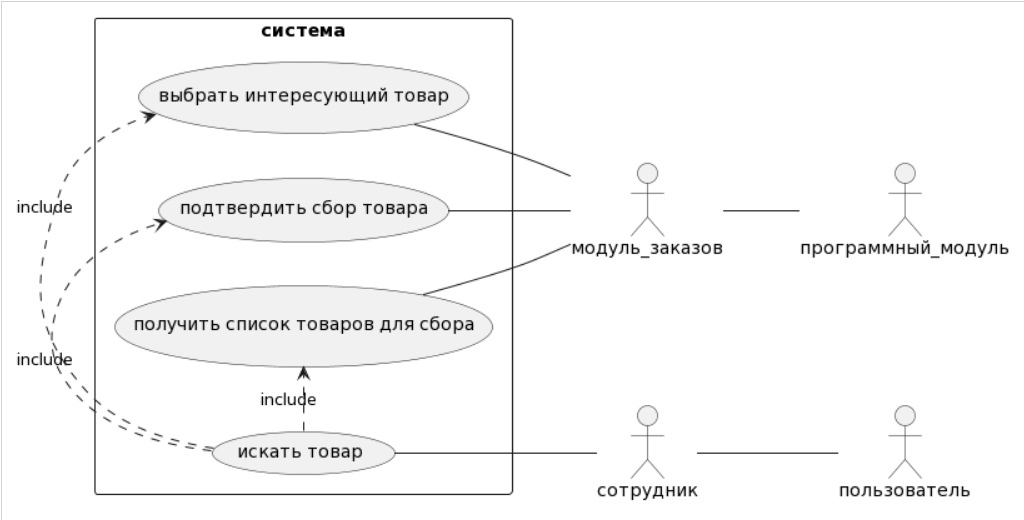 система
выбрать интересующий товар
include
подтвердить сбор товара
модуль_заказов
программный_модуль
получить список товаров для сбора
include
include
искать товар
сотрудник
пользователь